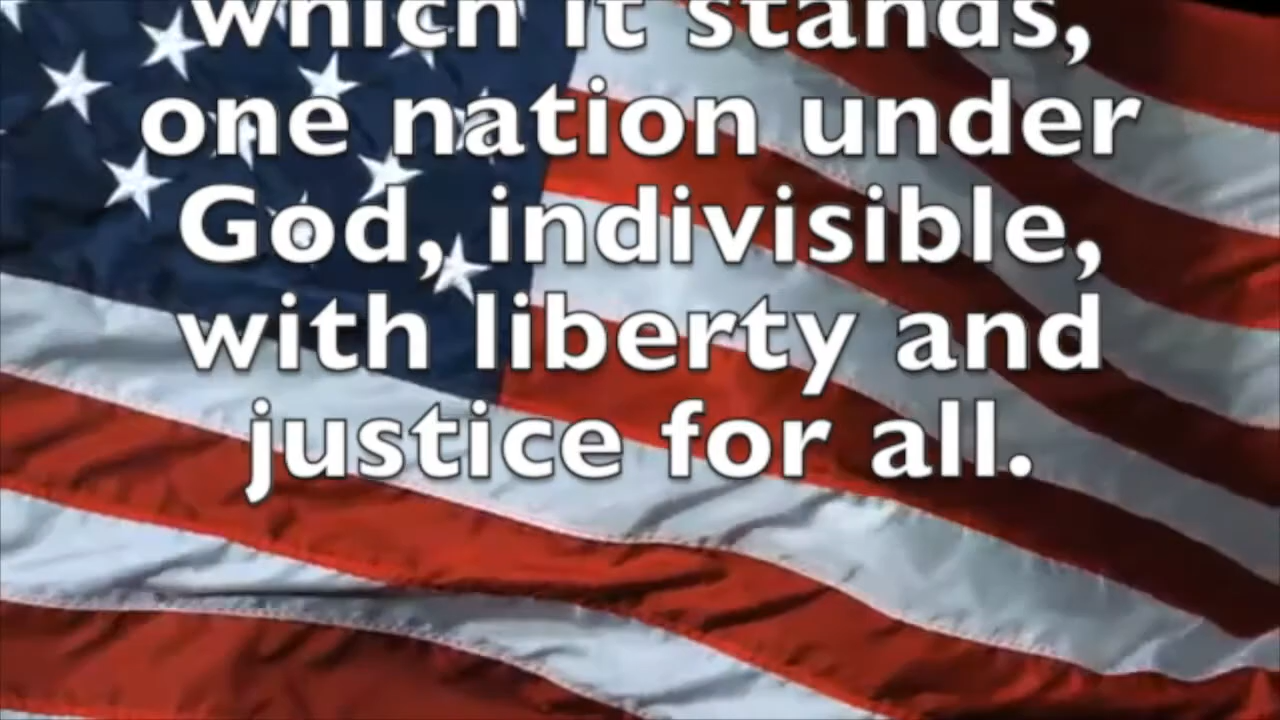 which it stands,
one nation under
God, indivisible,
with liberty and
justice for all.